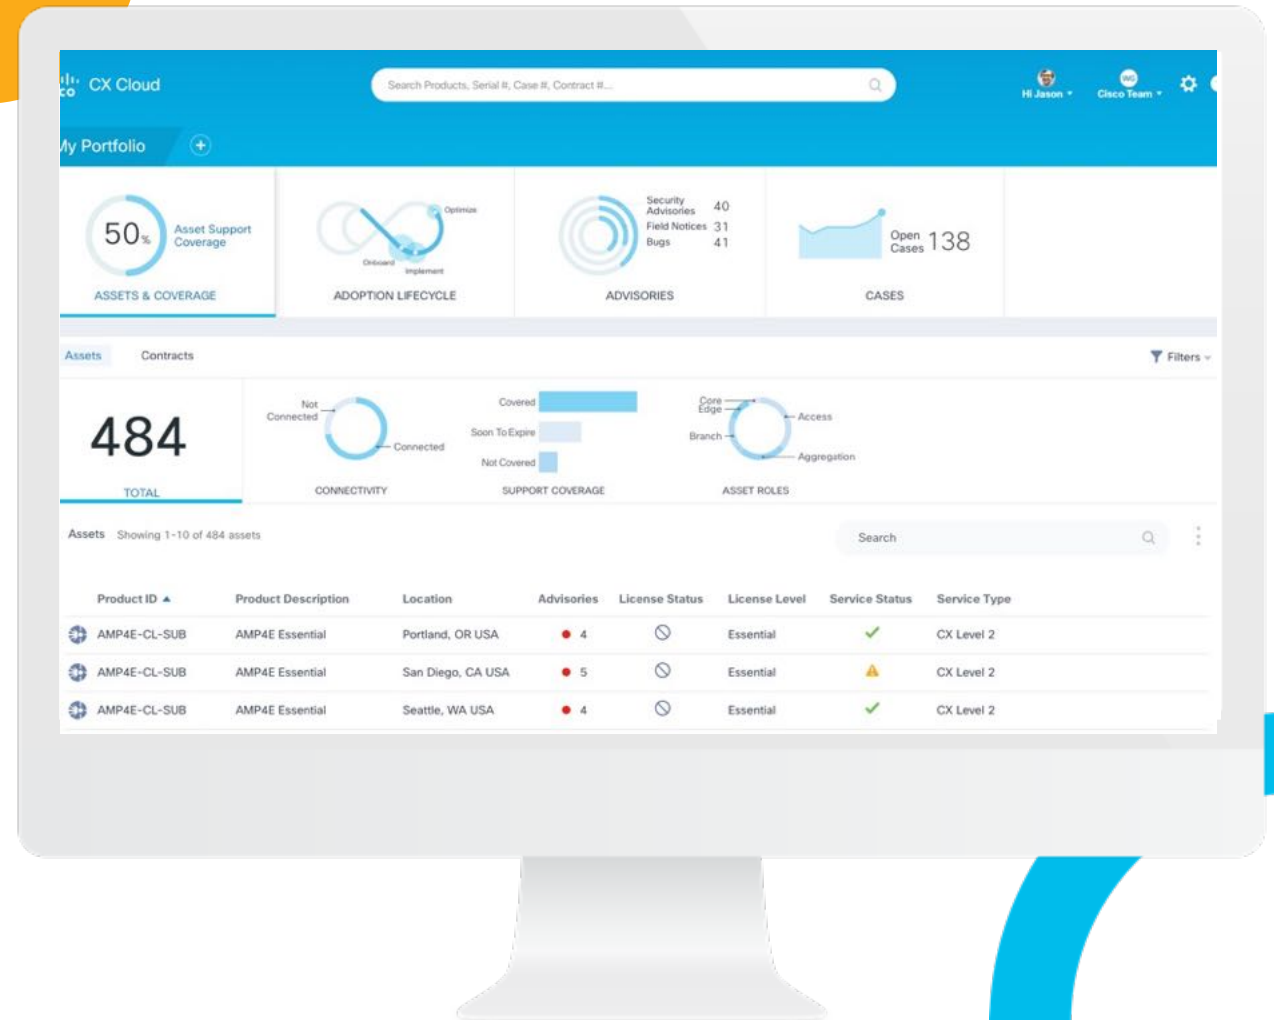 CX Cloud
Search Products, Serial #, Case #, Contract #...
Hi Jason
WG
Cisco Team
My Portfolio
50%
Asset Support
Coverage
ASSETS & COVERAGE
Optimize
Onboard
Implement
ADOPTION LIFECYCLE
Security
Advisories 40
Field Notices 31
Bugs 41
ADVISORIES
Open
Cases 138
CASES
Assets Contracts
Filters
484
TOTAL
Not
Connected
Connected
CONNECTIVITY
Covered
Soon To Expire
Not Covered
SUPPORT COVERAGE
Core
Edge
Branch
Access
Aggregation
ASSET ROLES
Assets Showing 1-10 of 484 assets
Search
Product ID Product Description Location Advisories License Status License Level Service Status Service Type
AMP4E-CL-SUB AMP4E Essential Portland, OR USA 4 Essential CX Level 2
AMP4E-CL-SUB AMP4E Essential San Diego, CA USA 5 Essential CX Level 2
AMP4E-CL-SUB AMP4E Essential Seattle, WA USA 4 Essential CX Level 2